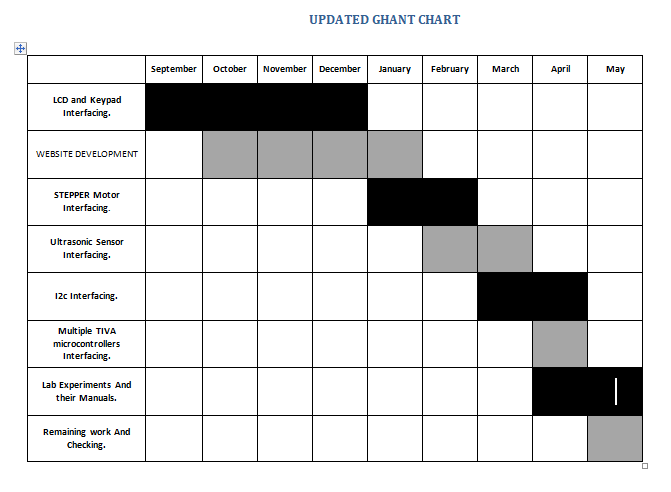 UPDATED GHANT CHART
September October November December January February March April May
LCD and Keypad
Interfacing.
WEBSITE DEVELOPMENT
STEPPER Motor
Interfacing.
Ultrasonic Sensor
Interfacing.
I2c Interfacing.
Multiple TIVA
microcontrollers
Interfacing.
Lab Experiments And
their Manuals.
Remaining work And
Checking.